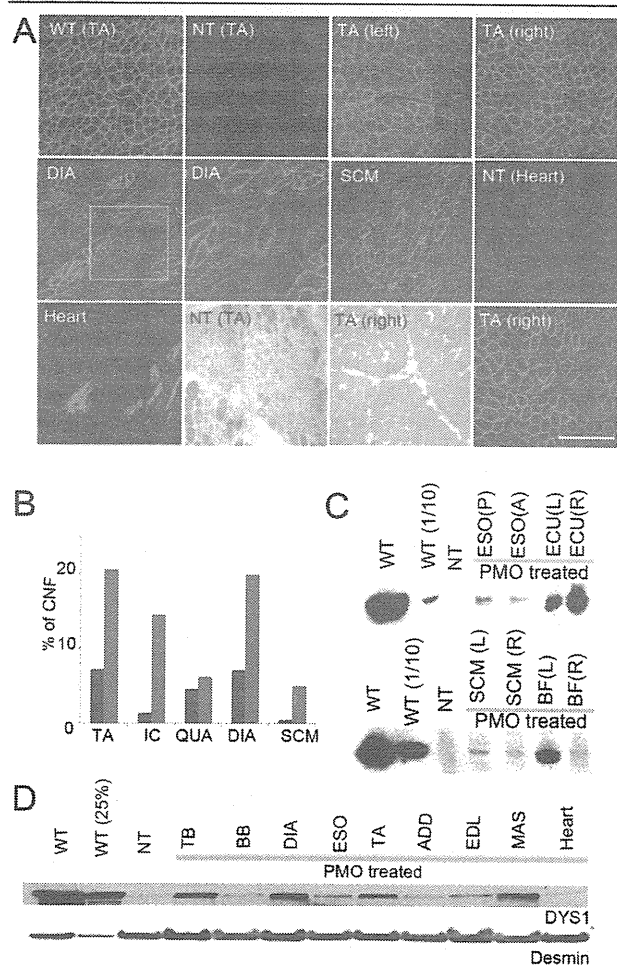 A
WT (TA) NT (TA) TA (left) TA (right)
DIA DIA SCM NT (Heart)
Heart NT (TA) TA (right) TA (right)
B
% of CNF
20
10
0
TA IC QUA DIA SCM
C
WT WT (1/10) NT ESO(P) ESO(A) ECU(L) ECU(R)
PMO treated
WT WT (1/10) NT SCM (L) SCM (R) BF(L) BF(R)
PMO treated
D
WT WT (25%) NT TB BB DIA ESO TA ADD EDL MAS Heart
PMO treated
DYS1
Desmin